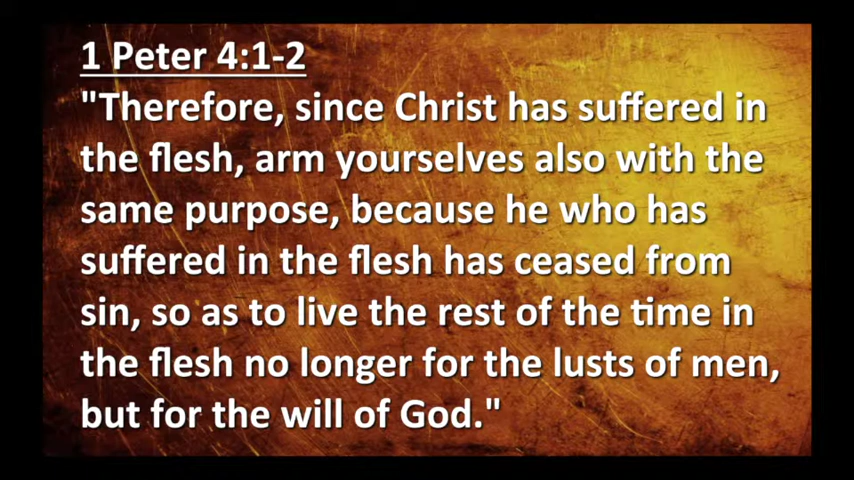 1 Peter 4:1-2
"Therefore, since Christ has suffered in
the flesh, arm yourselves also with the
same purpose, because he who has
suffered in the flesh has ceased from
sin, so as to live the rest of the time in
the flesh no longer for the lusts of men,
but for the will of God."